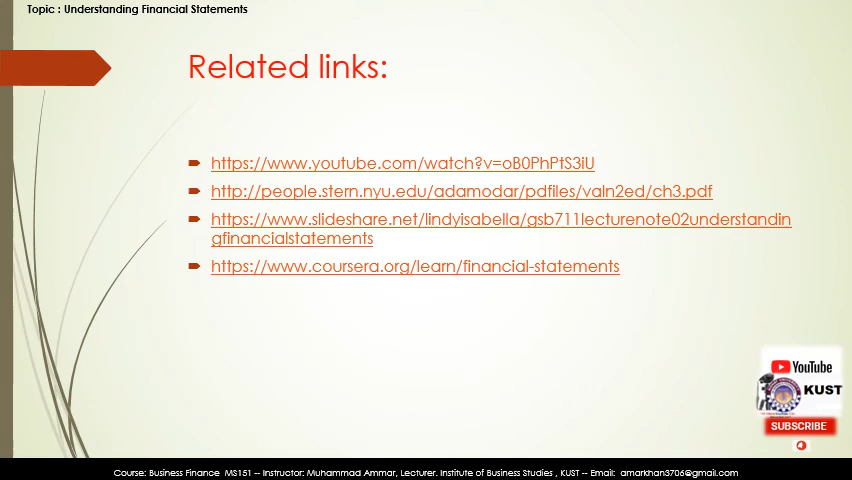 Topic : Understanding Financial Statements
Related links:
https://www.youtube.com/watch?v=oB0PhPtS3iU
http://people.stern.nyu.edu/adamodar/pdfiles/valn2ed/ch3.pdf
https://www.slideshare.net/lindyisabella/gsb711lecturenote02understandin
gfinancialstatements
https://www.coursera.org/learn/financial-statements
YouTube
KUST
SUBSCRIBE
Course: Business Finance MS151 -- Instructor: Muhammad Ammar, Lecturer. Institute of Business Studies , KUST -- Email: amarkhan3706@gmail.com